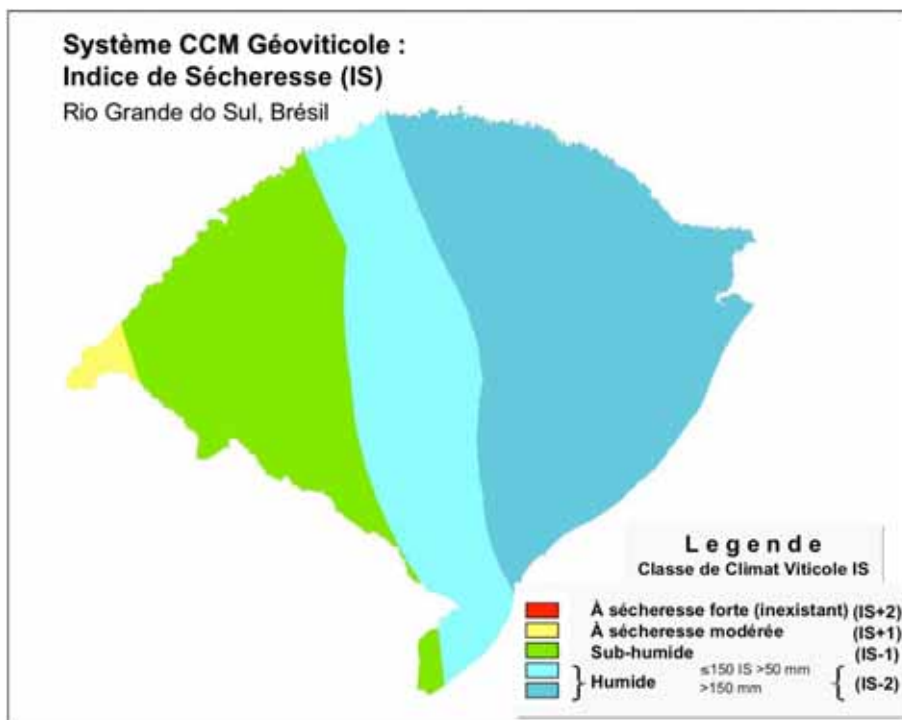 Système CCM Géoviticole :
Indice de Sécheresse (IS)
Rio Grande do Sul, Brésil
Legende
Classe de Climat Viticole IS
À sécheresse forte (inexistant) (IS+2)
À sécheresse modérée (IS+1)
Sub-humide (IS-1)
Humide ≤150 IS >50 mm
>150 mm (IS-2)